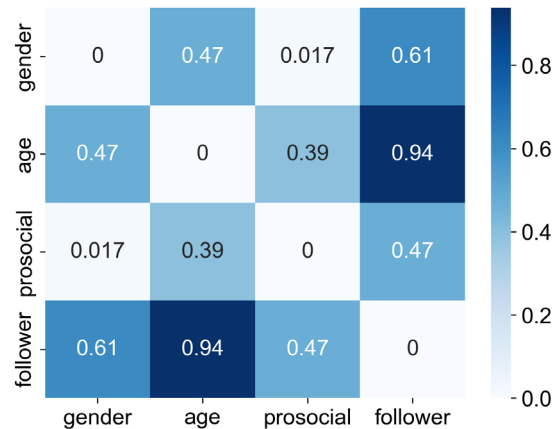 gender 0 0.47 0.017 0.61
age 0.47 0 0.39 0.94
prosocial 0.017 0.39 0 0.47
follower 0.61 0.94 0.47 0
gender age prosocial follower
0.8
0.6
0.4
0.2
0.0